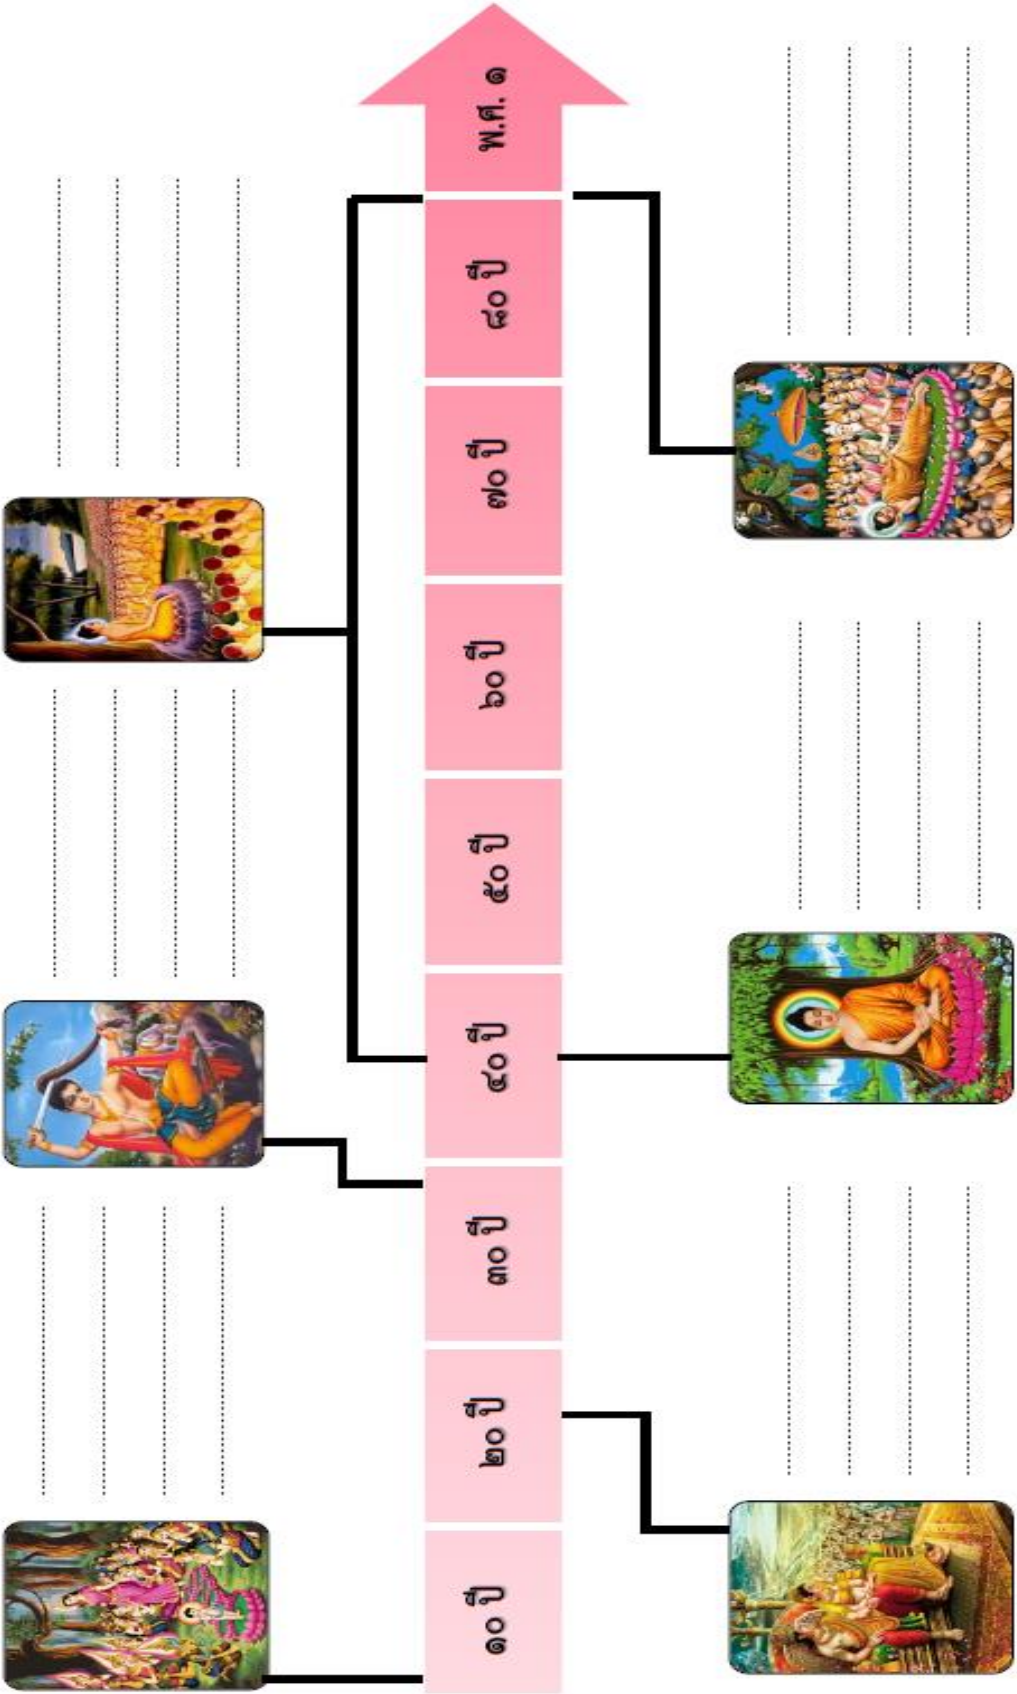 ๑๐ ปี
๒๐ ปี
๓๐ ปี
๔๐ ปี
๕๐ ปี
๖๐ ปี
๗๐ ปี
๘๐ ปี
พ.ศ. ๑